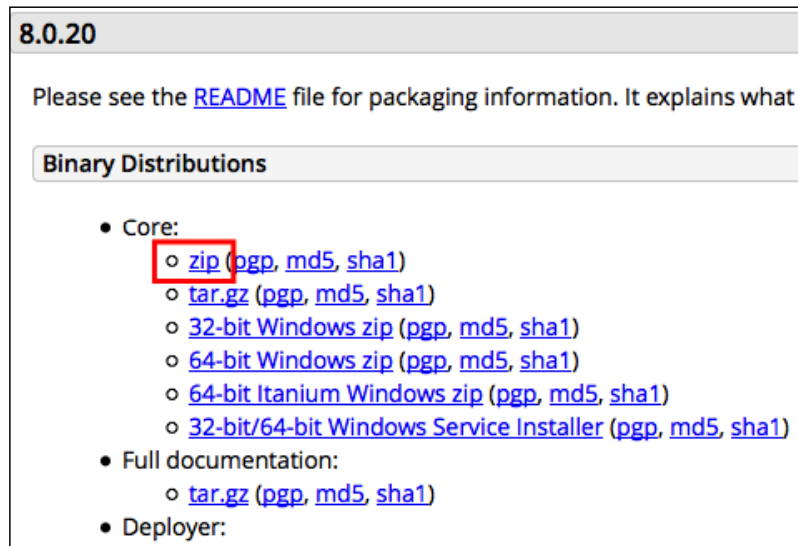 8.0.20
Please see the README file for packaging information. It explains what
Binary Distributions
Core:
zip (pgp, md5, sha1)
tar.gz (pgp, md5, sha1)
32-bit Windows zip (pgp, md5, sha1)
64-bit Windows zip (pgp, md5, sha1)
64-bit Itanium Windows zip (pgp, md5, sha1)
32-bit/64-bit Windows Service Installer (pgp, md5, sha1)
Full documentation:
tar.gz (pgp, md5, sha1)
Deployer: